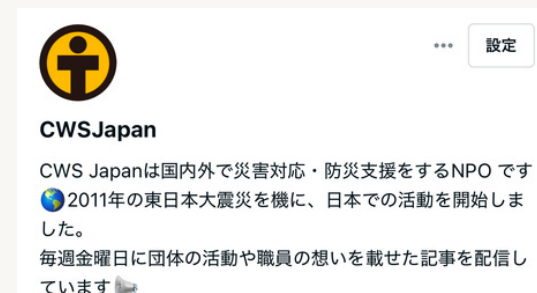 … 設定
CWSJapan
CWS Japanは国内外で災害対応・防災支援をするNPO です
🌎2011年の東日本大震災を機に、日本での活動を開始しま
した。
毎週金曜日に団体の活動や職員の想いを載せた記事を配信し
ています📢